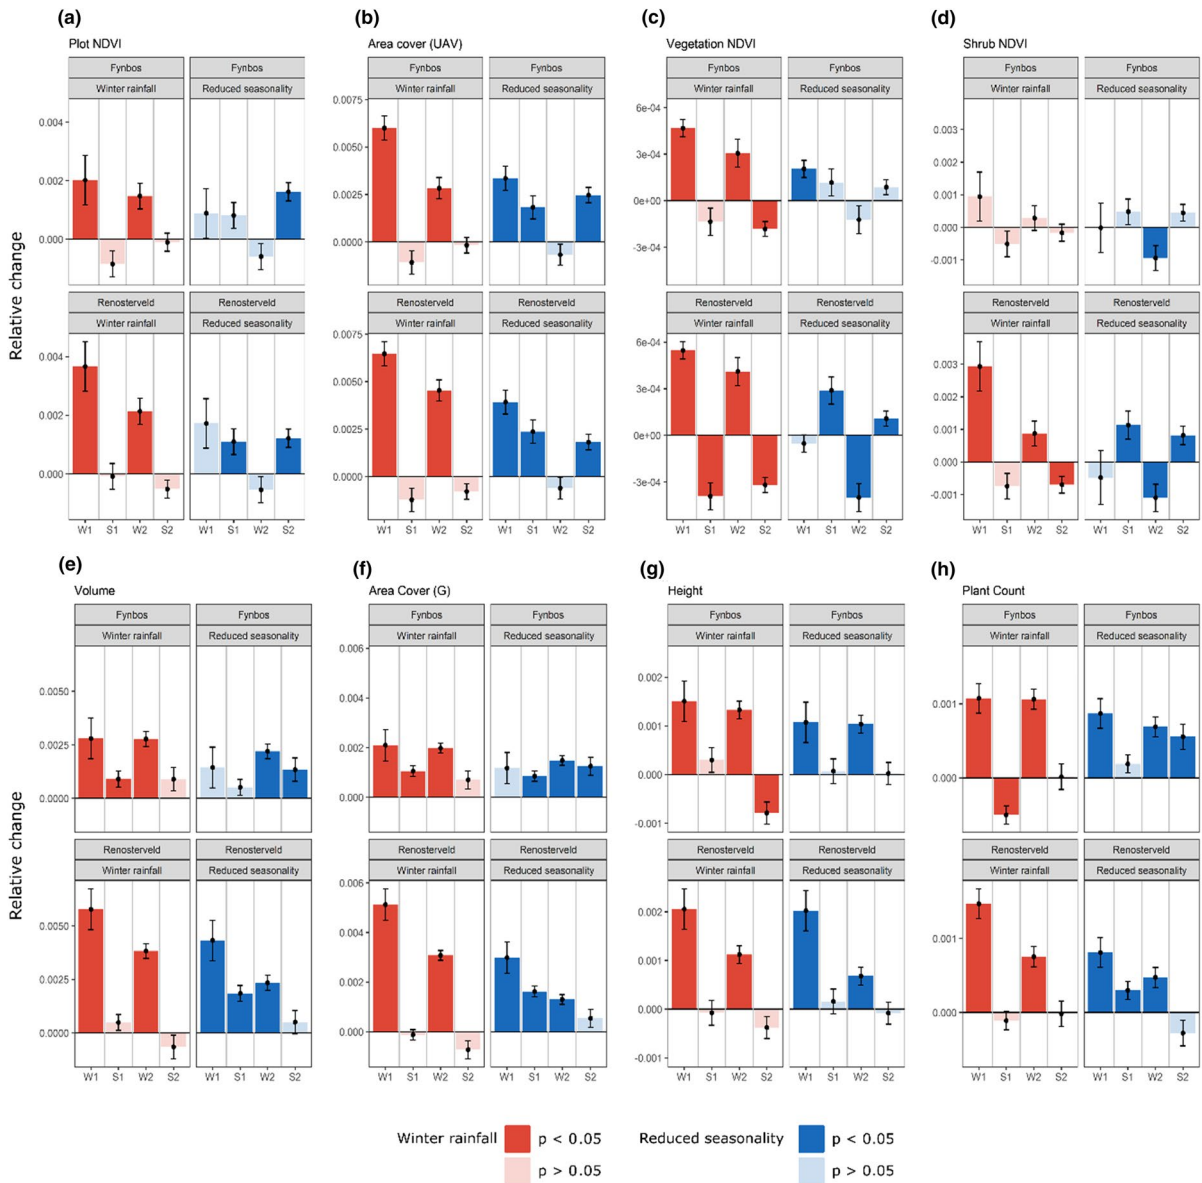 (a)
Plot NDVI
Fynbos
Fynbos
Winter rainfall
Reduced seasonality
0.004
0.002
0.000
Renosterveld
Renosterveld
Winter rainfall
Reduced seasonality
0.004
0.002
0.000
W1 S1 W2 S2
W1 S1 W2 S2
(b)
Area cover (UAV)
Fynbos
Fynbos
Winter rainfall
Reduced seasonality
0.0075
0.0050
0.0025
0.0000
Renosterveld
Renosterveld
Winter rainfall
Reduced seasonality
0.0075
0.0050
0.0025
0.0000
W1 S1 W2 S2
W1 S1 W2 S2
(c)
Vegetation NDVI
Fynbos
Fynbos
Winter rainfall
Reduced seasonality
6e-04
3e-04
0e+00
-3e-04
Renosterveld
Renosterveld
Winter rainfall
Reduced seasonality
6e-04
3e-04
0e+00
-3e-04
W1 S1 W2 S2
W1 S1 W2 S2
(d)
Shrub NDVI
Fynbos
Fynbos
Winter rainfall
Reduced seasonality
0.003
0.001
-0.001
Renosterveld
Renosterveld
Winter rainfall
Reduced seasonality
0.003
0.001
-0.001
W1 S1 W2 S2
W1 S1 W2 S2
Relative change
(e)
Volume
Fynbos
Fynbos
Winter rainfall
Reduced seasonality
0.0050
0.0025
0.0000
Renosterveld
Renosterveld
Winter rainfall
Reduced seasonality
0.0050
0.0025
0.0000
W1 S1 W2 S2
W1 S1 W2 S2
(f)
Area Cover (G)
Fynbos
Fynbos
Winter rainfall
Reduced seasonality
0.006
0.004
0.002
0.000
Renosterveld
Renosterveld
Winter rainfall
Reduced seasonality
0.006
0.004
0.002
0.000
W1 S1 W2 S2
W1 S1 W2 S2
(g)
Height
Fynbos
Fynbos
Winter rainfall
Reduced seasonality
0.002
0.001
0.000
-0.001
Renosterveld
Renosterveld
Winter rainfall
Reduced seasonality
0.002
0.001
0.000
-0.001
W1 S1 W2 S2
W1 S1 W2 S2
(h)
Plant Count
Fynbos
Fynbos
Winter rainfall
Reduced seasonality
0.001
0.000
Renosterveld
Renosterveld
Winter rainfall
Reduced seasonality
0.001
0.000
W1 S1 W2 S2
W1 S1 W2 S2
Relative change
Winter rainfall
p < 0.05
p > 0.05
Reduced seasonality
p < 0.05
p > 0.05